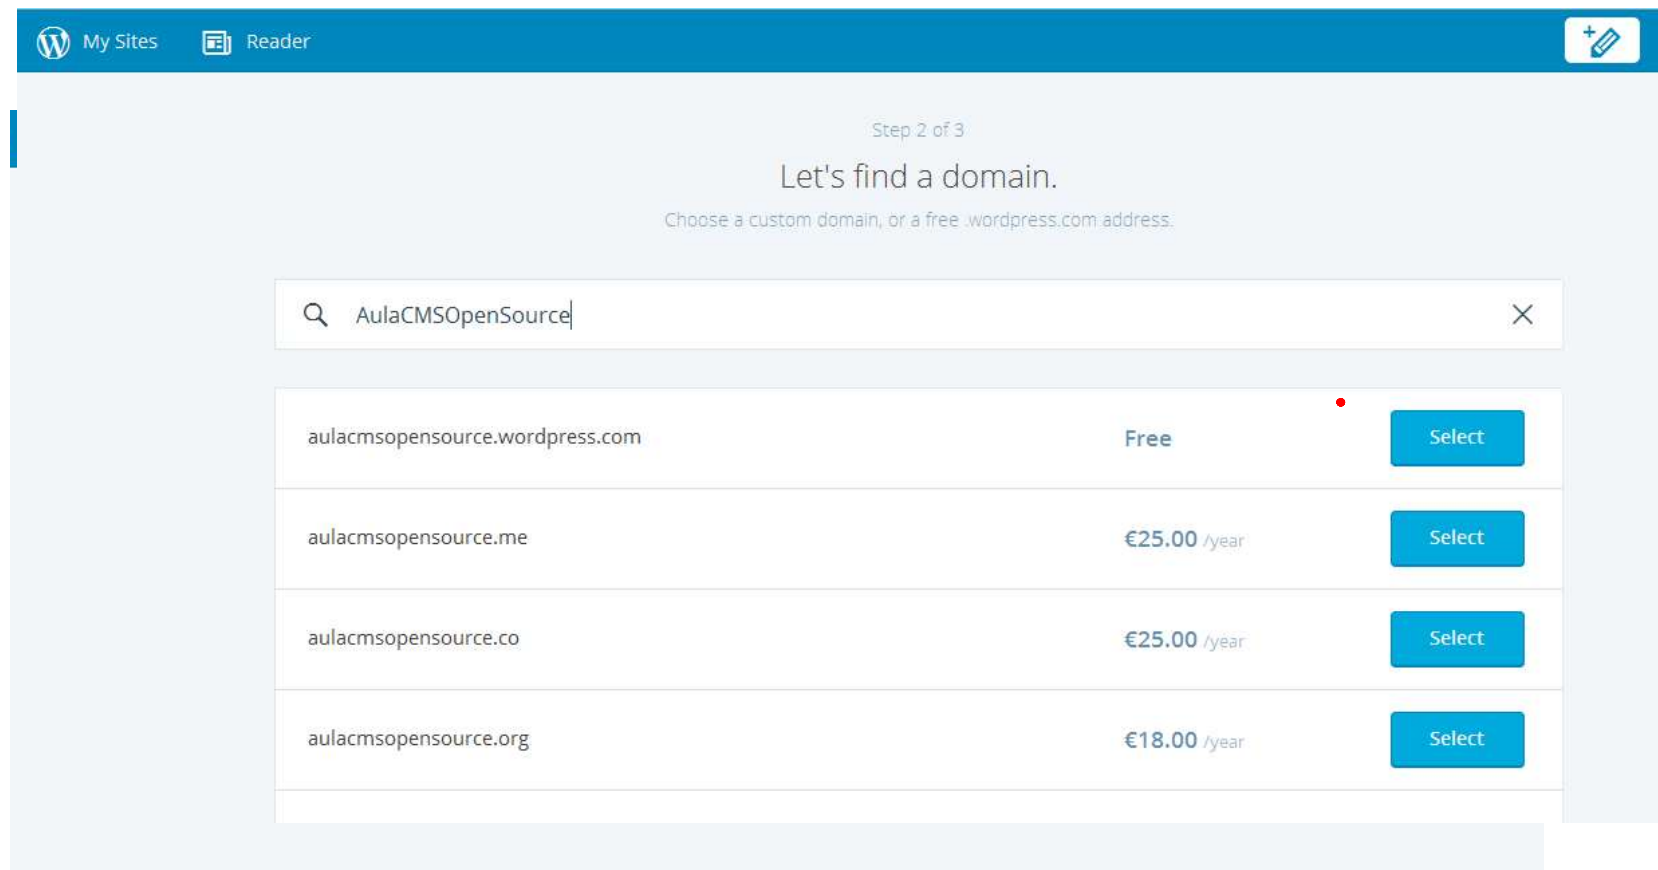 My Sites Reader
Step 2 of 3
Let's find a domain.
Choose a custom domain, or a free .wordpress.com address.
AulaCMSOpenSource
aulacmsopensource.wordpress.com Free Select
aulacmsopensource.me €25.00 /year Select
aulacmsopensource.co €25.00 /year Select
aulacmsopensource.org €18.00 /year Select